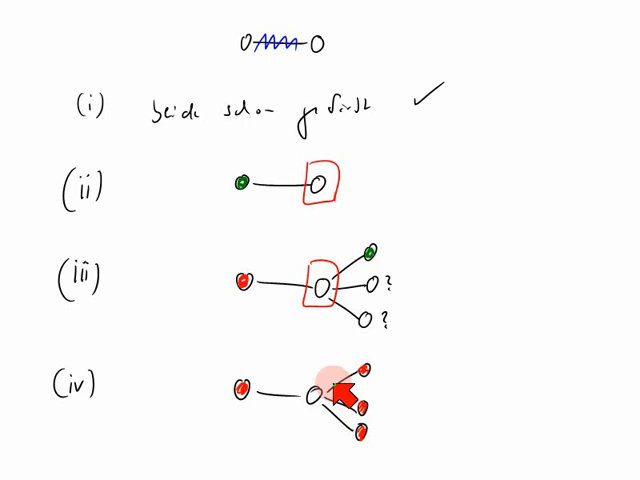 (i) beide schon gefärbt ✓
(ii)
(iii) ?
?
(iv)